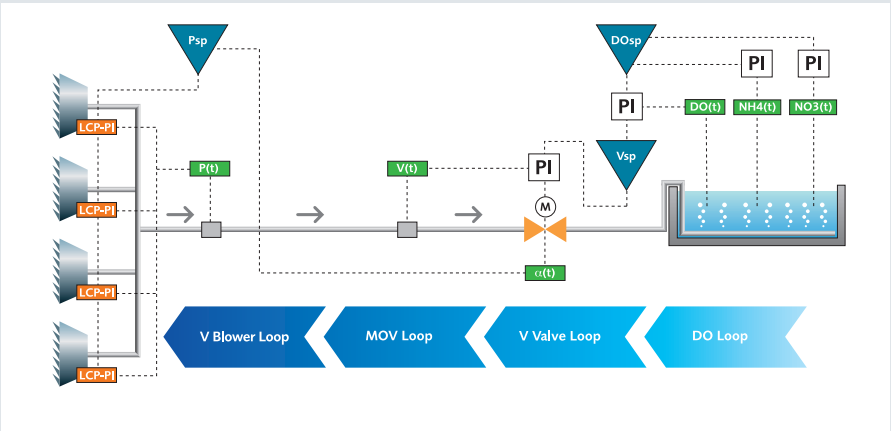 Psp
DOsp
PI
PI
LCP-PI
PI
DO(t)
NH4(t)
NO3(t)
P(t)
V(t)
PI
Vsp
LCP-PI
M
α(t)
LCP-PI
V Blower Loop
MOV Loop
V Valve Loop
DO Loop
LCP-PI